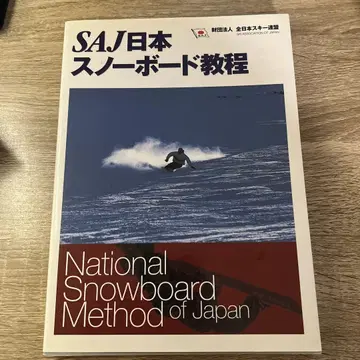 SAJ日本
スノーボード教程
財団法人 全日本スキー連盟
National
Snowboard
Method of Japan